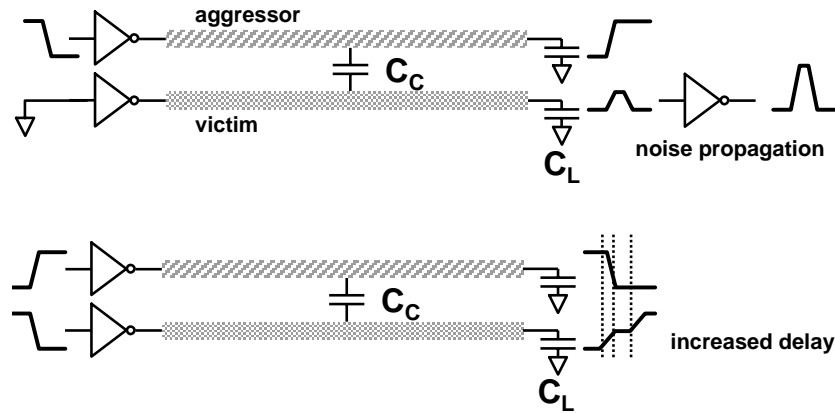 aggressor
C_C
victim
C_L
noise propagation
C_C
increased delay
C_L